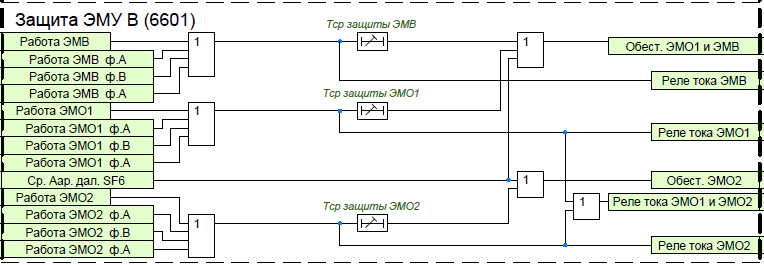 Защита ЭМУ В (6601)
Тср защиты ЭМВ
Работа ЭМВ
1
1
Обест. ЭМО1 и ЭМВ
Работа ЭМВ ф.А
Работа ЭМВ ф.В
Реле тока ЭМВ
Работа ЭМВ ф.А
Тср защиты ЭМО1
Работа ЭМО1
1
Работа ЭМО1 ф.А
Реле тока ЭМО1
Работа ЭМО1 ф.В
Работа ЭМО1 ф.А
Ср. Аар. дал. SF6
1
Обест. ЭМО2
Работа ЭМО2
Тср защиты ЭМО2
1
Реле тока ЭМО1 и ЭМО2
Работа ЭМО2 ф.А
1
Работа ЭМО2 ф.В
Работа ЭМО2 ф.А
Реле тока ЭМО2